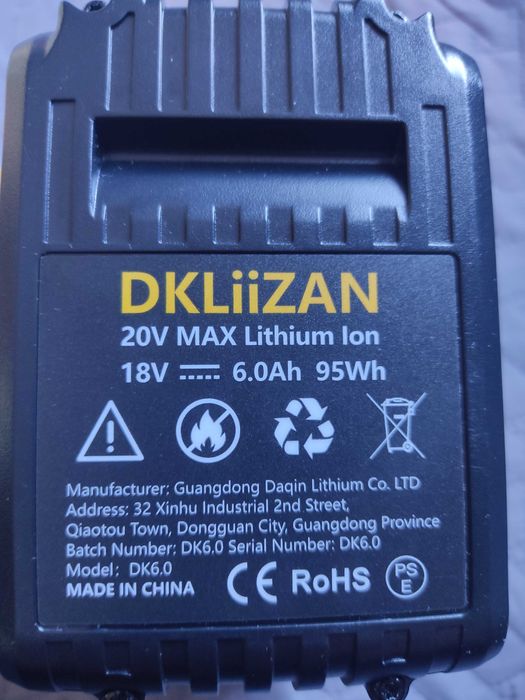 DKLiiZAN
20V MAX Lithium Ion
18V 6.0Ah 95Wh
Manufacturer: Guangdong Daqin Lithium Co. LTD
Address: 32 Xinhu Industrial 2nd Street,
Qiaotou Town, Dongguan City, Guangdong Province
Batch Number: DK6.0 Serial Number: DK6.0
Model: DK6.0
MADE IN CHINA
CE RoHS PSE